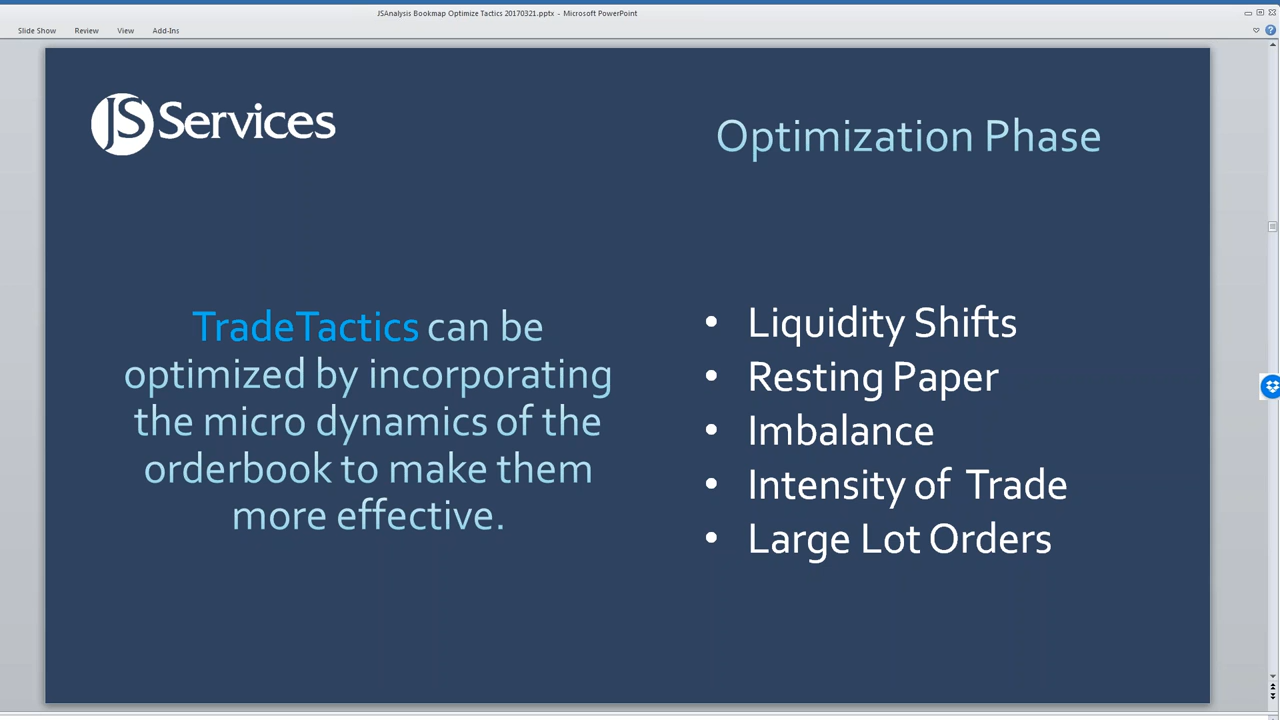 JSAnalysis Bookmap Optimize Tactics 20170321.pptx - Microsoft PowerPoint
Slide Show Review View Add-Ins
JS Services
Optimization Phase
TradeTactics can be
optimized by incorporating
the micro dynamics of the
orderbook to make them
more effective.
• Liquidity Shifts
• Resting Paper
• Imbalance
• Intensity of Trade
• Large Lot Orders